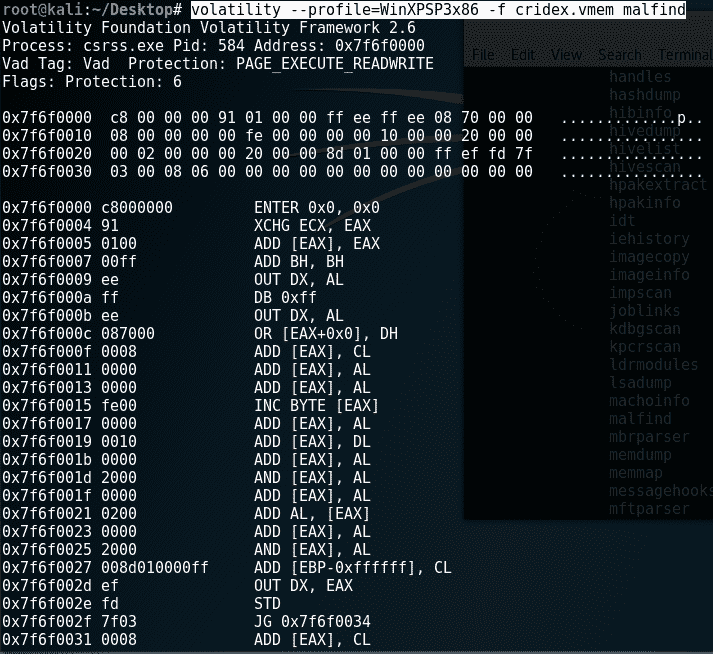 root@kali:~/Desktop# volatility --profile=WinXPSP3x86 -f cridex.vmem malfind
Volatility Foundation Volatility Framework 2.6
Process: csrss.exe Pid: 584 Address: 0x7f6f0000
Vad Tag: Vad  Protection: PAGE_EXECUTE_READWRITE
Flags: Protection: 6

0x7f6f0000  c8 00 00 00 91 01 00 00 ff ee ff ee 08 70 00 00   .............p..
0x7f6f0010  08 00 00 00 00 fe 00 00 00 00 10 00 00 20 00 00   ................
0x7f6f0020  00 02 00 00 00 20 00 00 8d 01 00 00 ff ef fd 7f   ................
0x7f6f0030  03 00 08 06 00 00 00 00 00 00 00 00 00 00 00 00   ................

0x7f6f0000 c8000000         ENTER 0x0, 0x0
0x7f6f0004 91               XCHG ECX, EAX
0x7f6f0005 0100             ADD [EAX], EAX
0x7f6f0007 00ff             ADD BH, BH
0x7f6f0009 ee               OUT DX, AL
0x7f6f000a ff               DB 0xff
0x7f6f000b ee               OUT DX, AL
0x7f6f000c 087000           OR [EAX+0x0], DH
0x7f6f000f 0008             ADD [EAX], CL
0x7f6f0011 0000             ADD [EAX], AL
0x7f6f0013 0000             ADD [EAX], AL
0x7f6f0015 fe00             INC BYTE [EAX]
0x7f6f0017 0000             ADD [EAX], AL
0x7f6f0019 0010             ADD [EAX], DL
0x7f6f001b 0000             ADD [EAX], AL
0x7f6f001d 2000             AND [EAX], AL
0x7f6f001f 0000             ADD [EAX], AL
0x7f6f0021 0200             ADD AL, [EAX]
0x7f6f0023 0000             ADD [EAX], AL
0x7f6f0025 2000             AND [EAX], AL
0x7f6f0027 008d010000ff     ADD [EBP-0xffffff], CL
0x7f6f002d ef               OUT DX, EAX
0x7f6f002e fd               STD
0x7f6f002f 7f03             JG 0x7f6f0034
0x7f6f0031 0008             ADD [EAX], CL
File Edit View Search Terminal
handles
hashdump
hibinfo
hivedump
hivelist
hivescan
hpakextract
hpakinfo
idt
iehistory
imagecopy
imageinfo
impscan
joblinks
kdbgscan
kpcrscan
ldrmodules
lsadump
machoinfo
malfind
mbrparser
memdump
memmap
messagehooks
mftparser